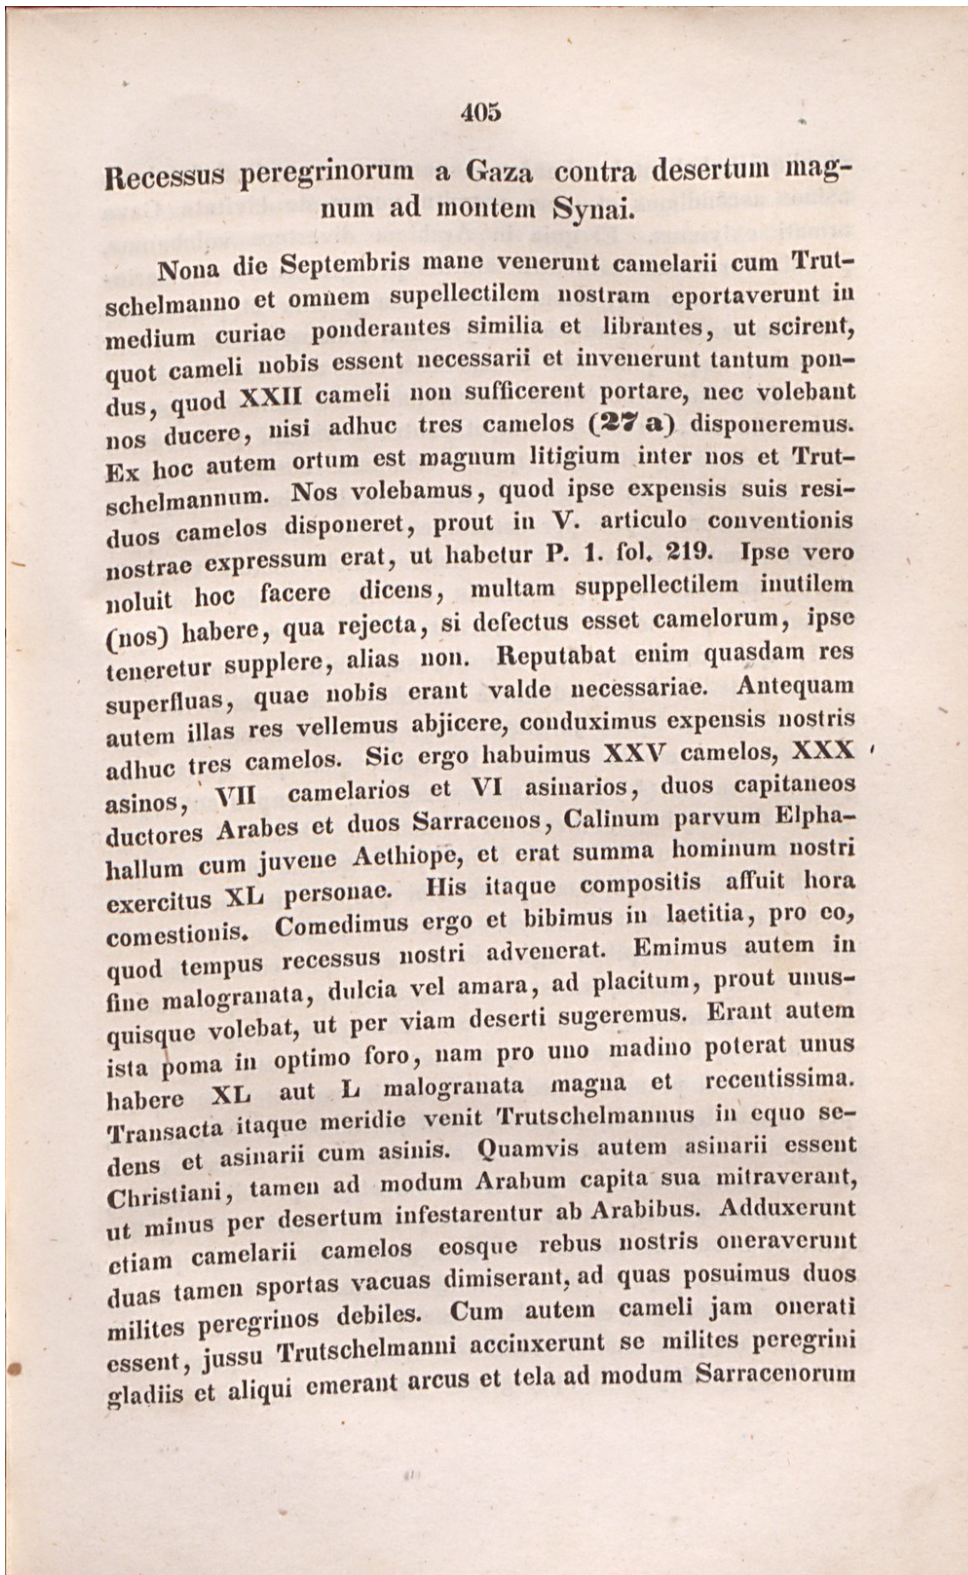 405
Recessus peregrinorum a Gaza contra desertum mag-
num ad montem Synai.
Nona die Septembris mane venerunt camelarii cum Trut-
schelmanno et omnem supellectilem nostram eportaverunt in
medium curiae ponderantes similia et librantes, ut scirent,
quot cameli nobis essent necessarii et invenerunt tantum pon-
dus, quod XXII cameli non sufficerent portare, nec volebant
nos ducere, nisi adhuc tres camelos (27 a) disponeremus.
Ex hoc autem ortum est magnum litigium inter nos et Trut-
schelmannum. Nos volebamus, quod ipse expensis suis resi-
duos camelos disponeret, prout in V. articulo conventionis
nostrae expressum erat, ut habetur P. 1. fol. 219. Ipse vero
noluit hoc facere dicens, multam suppellectilem inutilem
(nos) habere, qua rejecta, si defectus esset camelorum, ipse
teneretur supplere, alias non. Reputabat enim quasdam res
superfluas, quae nobis erant valde necessariae. Antequam
autem illas res vellemus abjicere, conduximus expensis nostris
adhuc tres camelos. Sic ergo habuimus XXV camelos, XXX
asinos, VII camelarios et VI asinarios, duos capitaneos
ductores Arabes et duos Sarracenos, Calinum parvum Elpha-
hallum cum juvene Aethiope, et erat summa hominum nostri
exercitus XL personae. His itaque compositis affuit hora
comestionis. Comedimus ergo et bibimus in laetitia, pro eo,
quod tempus recessus nostri advenerat. Emimus autem in
fine malogranata, dulcia vel amara, ad placitum, prout unus-
quisque volebat, ut per viam deserti sugeremus. Erant autem
ista poma in optimo foro, nam pro uno madino poterat unus
habere XL aut L malogranata magna et recentissima.
Transacta itaque meridie venit Trutschelmannus in equo se-
dens et asinarii cum asinis. Quamvis autem asinarii essent
Christiani, tamen ad modum Arabum capita sua mitraverant,
ut minus per desertum infestarentur ab Arabibus. Adduxerunt
etiam camelarii camelos eosque rebus nostris oneraverunt
duas tamen sportas vacuas dimiserant, ad quas posuimus duos
milites peregrinos debiles. Cum autem cameli jam onerati
essent, jussu Trutschelmanni accinxerunt se milites peregrini
gladiis et aliqui emerant arcus et tela ad modum Sarracenorum